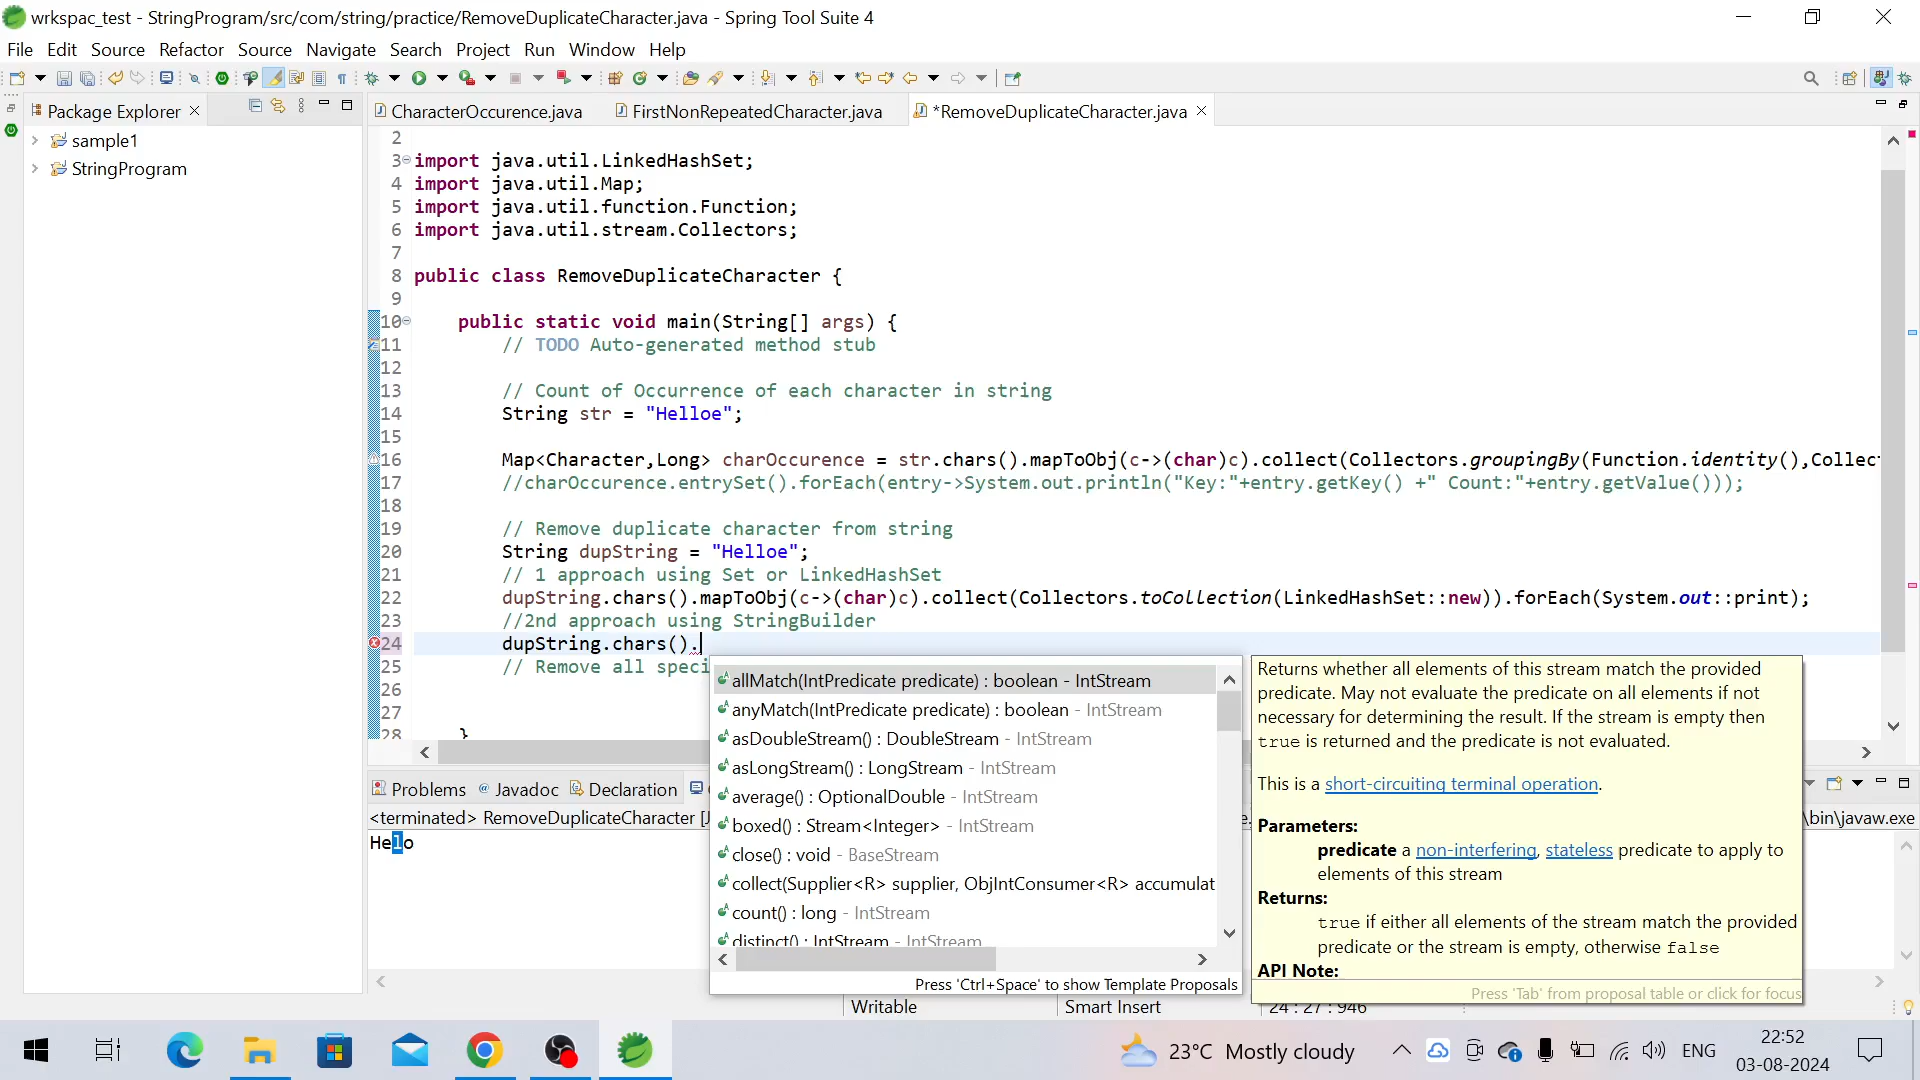 wrkspac_test - StringProgram/src/com/string/practice/RemoveDuplicateCharacter.java - Spring Tool Suite 4
File Edit Source Refactor Source Navigate Search Project Run Window Help
Package Explorer
CharacterOccurence.java FirstNonRepeatedCharacter.java *RemoveDuplicateCharacter.java
sample1
StringProgram
2
3 import java.util.LinkedHashSet;
4 import java.util.Map;
5 import java.util.function.Function;
6 import java.util.stream.Collectors;
7
8 public class RemoveDuplicateCharacter {
9
10 public static void main(String[] args) {
11 // TODO Auto-generated method stub
12
13 // Count of Occurrence of each character in string
14 String str = "Helloe";
15
16 Map<Character,Long> charOccurence = str.chars().mapToObj(c->(char)c).collect(Collectors.groupingBy(Function.identity(),Collec
17 //charOccurence.entrySet().forEach(entry->System.out.println("Key:"+entry.getKey() +" Count:"+entry.getValue()));
18
19 // Remove duplicate character from string
20 String dupString = "Helloe";
21 // 1 approach using Set or LinkedHashSet
22 dupString.chars().mapToObj(c->(char)c).collect(Collectors.toCollection(LinkedHashSet::new)).forEach(System.out::print);
23 //2nd approach using StringBuilder
24 dupString.chars().
25 // Remove all speci
26
27
28 }
allMatch(IntPredicate predicate) : boolean - IntStream
anyMatch(IntPredicate predicate) : boolean - IntStream
asDoubleStream() : DoubleStream - IntStream
asLongStream() : LongStream - IntStream
average() : OptionalDouble - IntStream
boxed() : Stream<Integer> - IntStream
close() : void - BaseStream
collect(Supplier<R> supplier, ObjIntConsumer<R> accumulat
count() : long - IntStream
distinct() : IntStream - IntStream
Press 'Ctrl+Space' to show Template Proposals
Returns whether all elements of this stream match the provided
predicate. May not evaluate the predicate on all elements if not
necessary for determining the result. If the stream is empty then
true is returned and the predicate is not evaluated.
This is a short-circuiting terminal operation.
Parameters:
predicate a non-interfering, stateless predicate to apply to
elements of this stream
Returns:
true if either all elements of the stream match the provided
predicate or the stream is empty, otherwise false
API Note:
Press 'Tab' from proposal table or click for focus
Problems @ Javadoc Declaration
<terminated> RemoveDuplicateCharacter [J
\bin\javaw.exe
Helo
Writable Smart Insert 24 : 27 : 946
23°C Mostly cloudy
ENG
22:52
03-08-2024